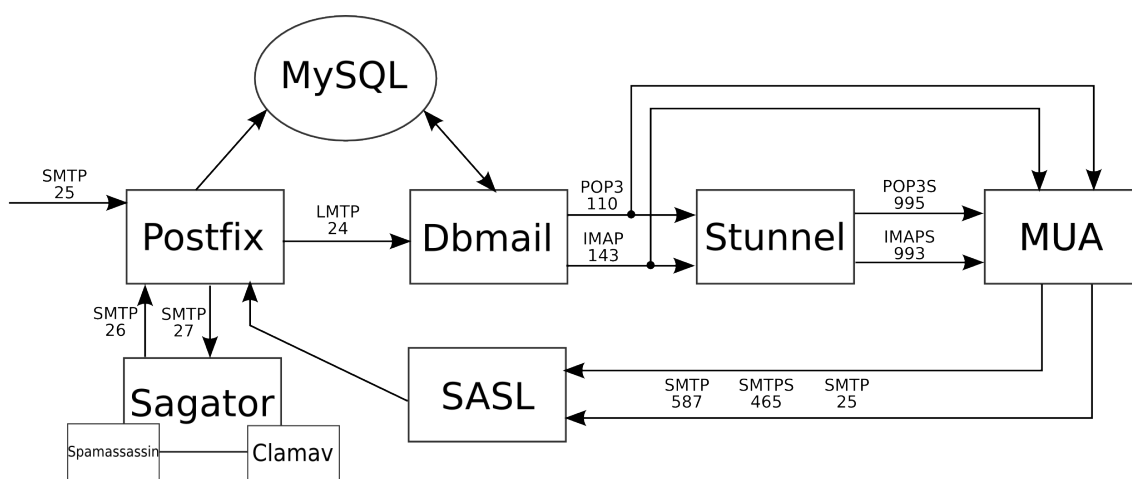 MySQL
SMTP
25
Postfix
LMTP
24
Dbmail
POP3
110
IMAP
143
Stunnel
POP3S
995
IMAPS
993
MUA
SMTP
26
SMTP
27
Sagator
Spamassassin
Clamav
SASL
SMTP SMTPS SMTP
587 465 25